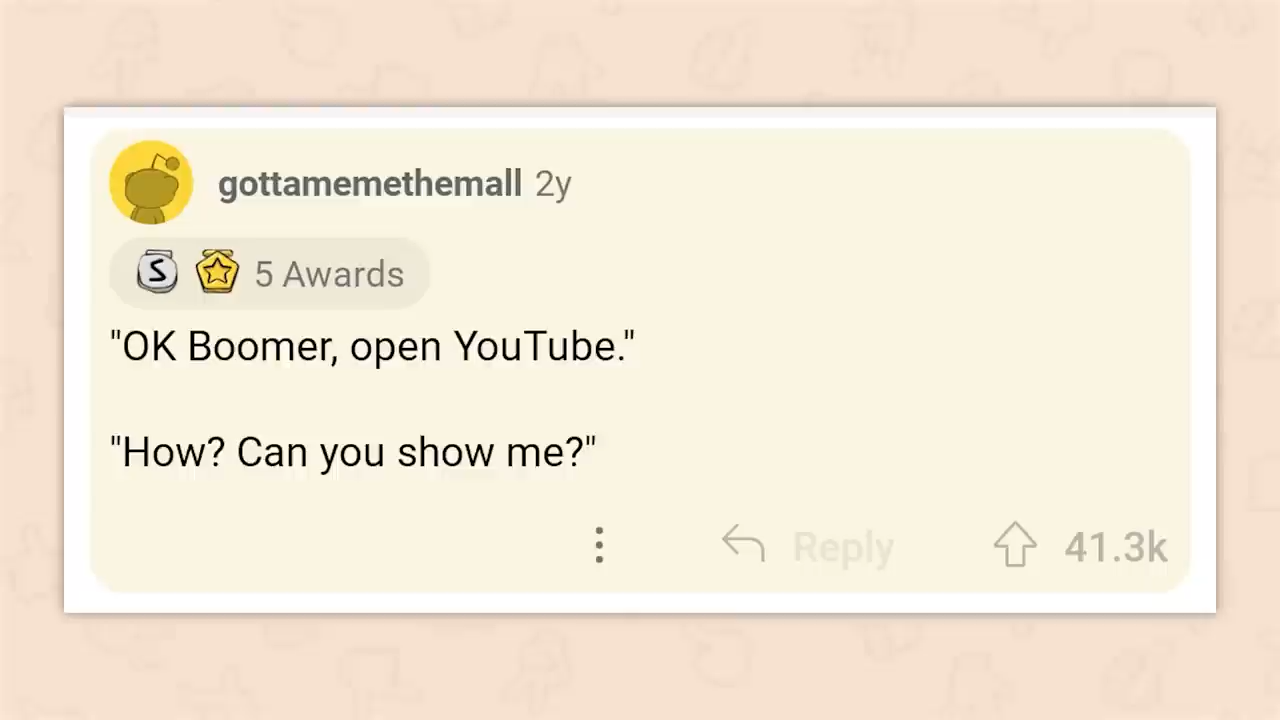 gottamemethemall 2y
S 5 Awards
"OK Boomer, open YouTube."
"How? Can you show me?"
Reply 41.3k